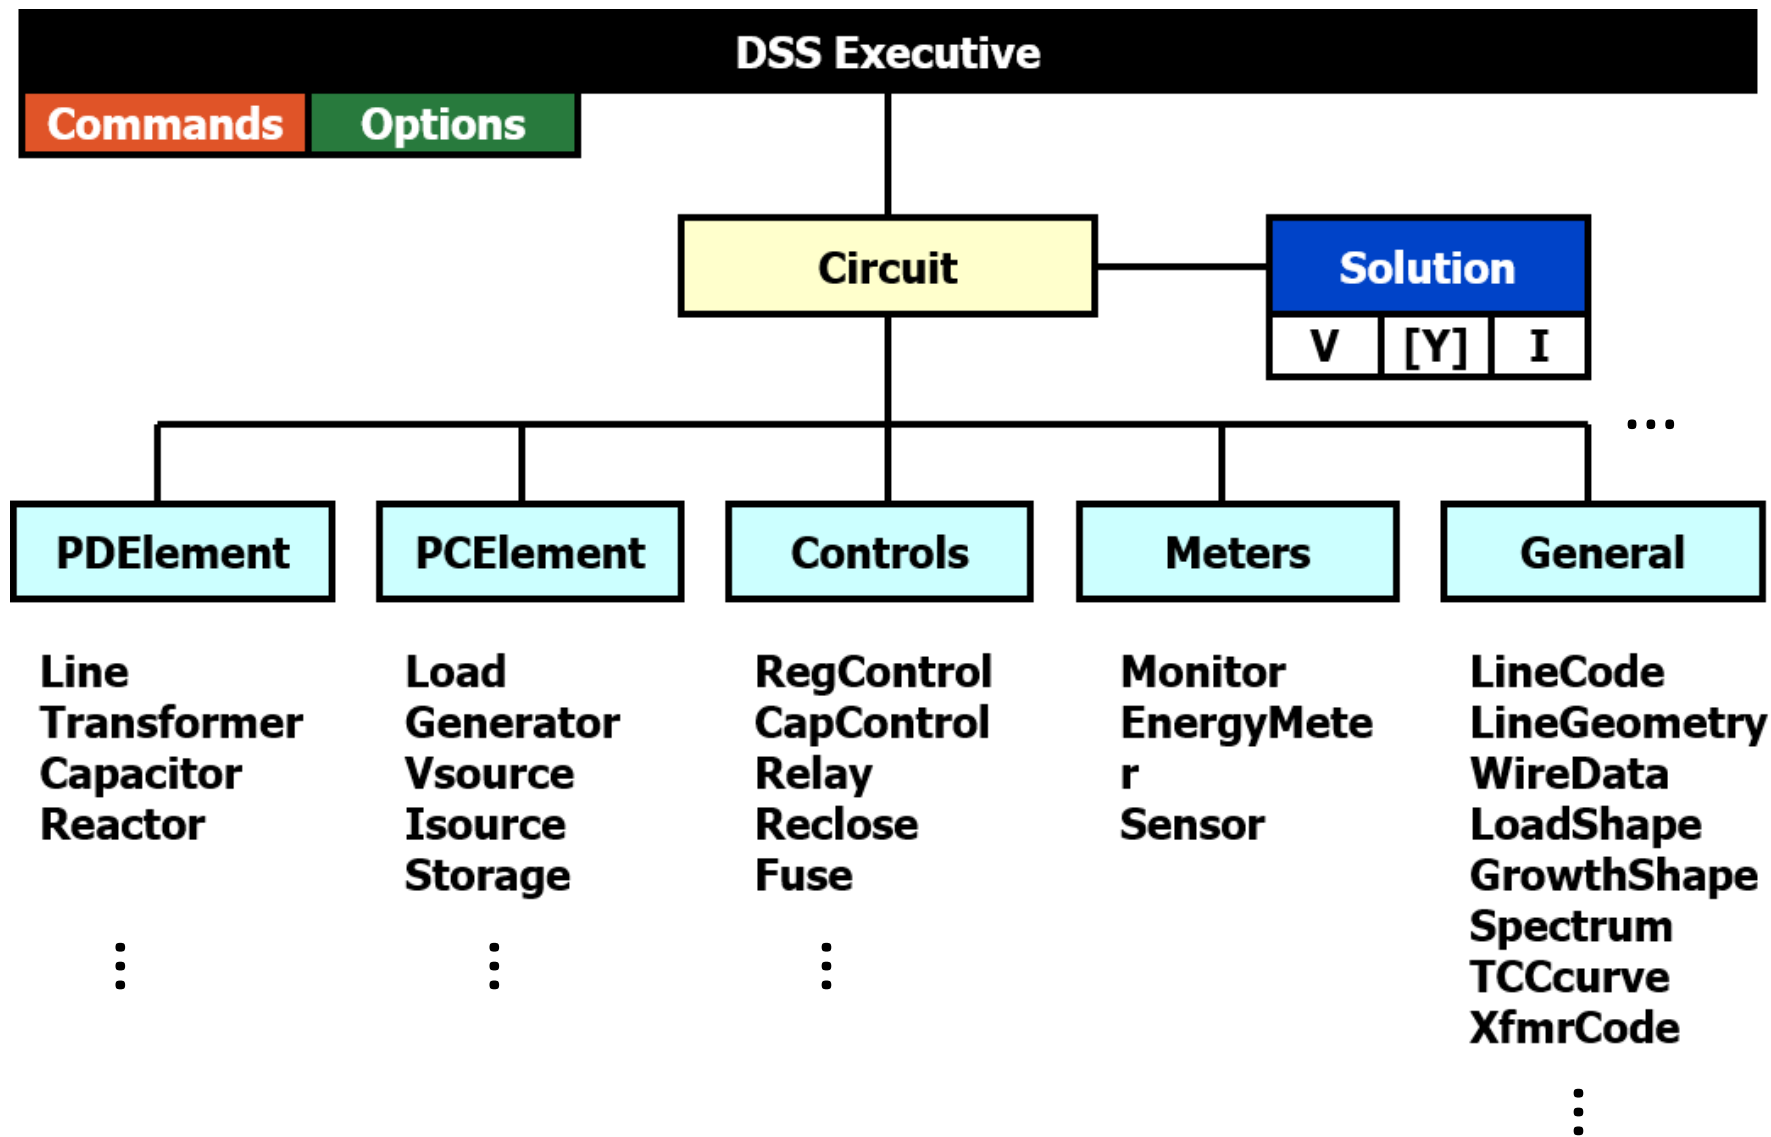 DSS Executive
Commands
Options
Circuit
Solution
V
[Y]
I
...
PDElement
PCElement
Controls
Meters
General
Line
Transformer
Capacitor
Reactor
Load
Generator
Vsource
Isource
Storage
RegControl
CapControl
Relay
Reclose
Fuse
Monitor
EnergyMete
r
Sensor
LineCode
LineGeometry
WireData
LoadShape
GrowthShape
Spectrum
TCCcurve
XfmrCode